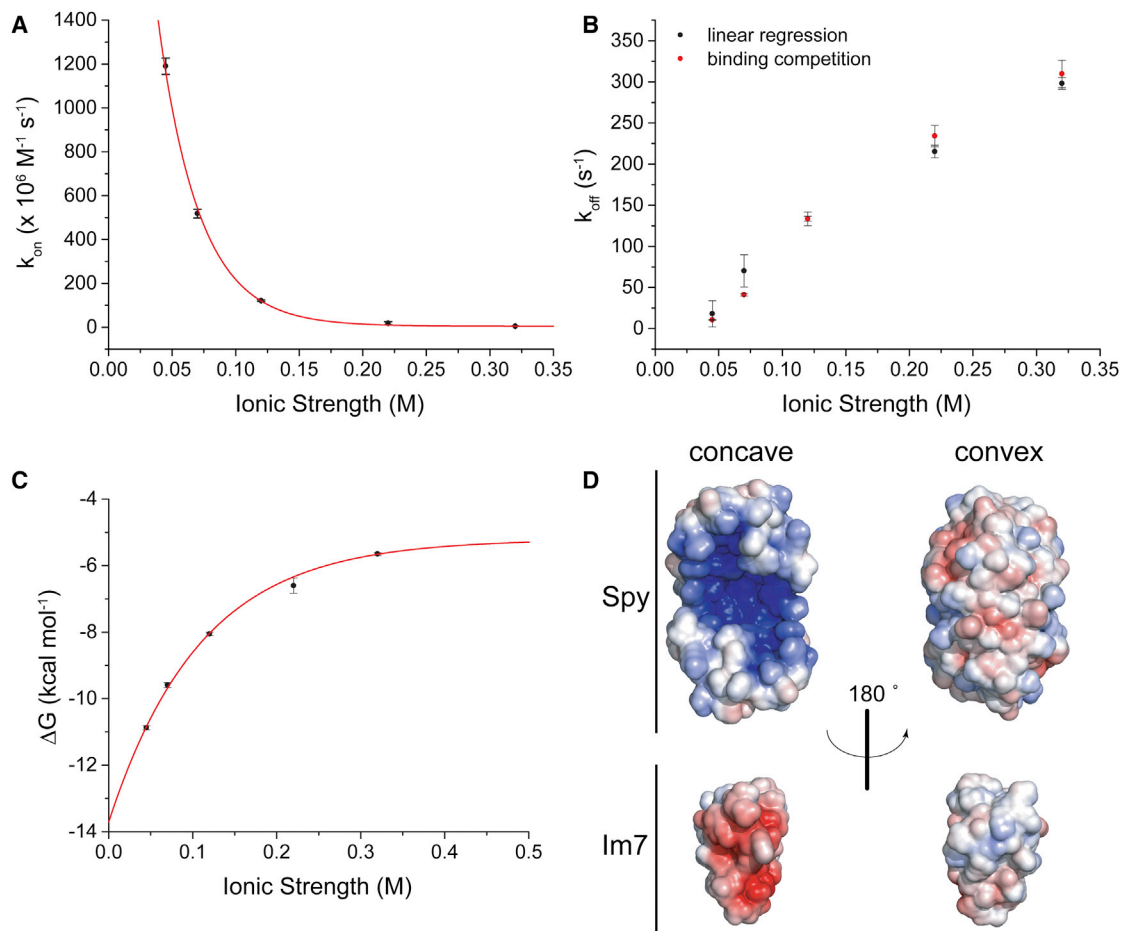 A
1400
1200
1000
800
600
400
200
0
k_on (x 10^6 M^-1 s^-1)
0.00 0.05 0.10 0.15 0.20 0.25 0.30 0.35
Ionic Strength (M)
B
linear regression
binding competition
350
300
250
200
150
100
50
0
k_off (s^-1)
0.00 0.05 0.10 0.15 0.20 0.25 0.30 0.35
Ionic Strength (M)
C
-4
-6
-8
-10
-12
-14
ΔG (kcal mol^-1)
0.0 0.1 0.2 0.3 0.4 0.5
Ionic Strength (M)
D
concave convex
Spy
180 °
Im7